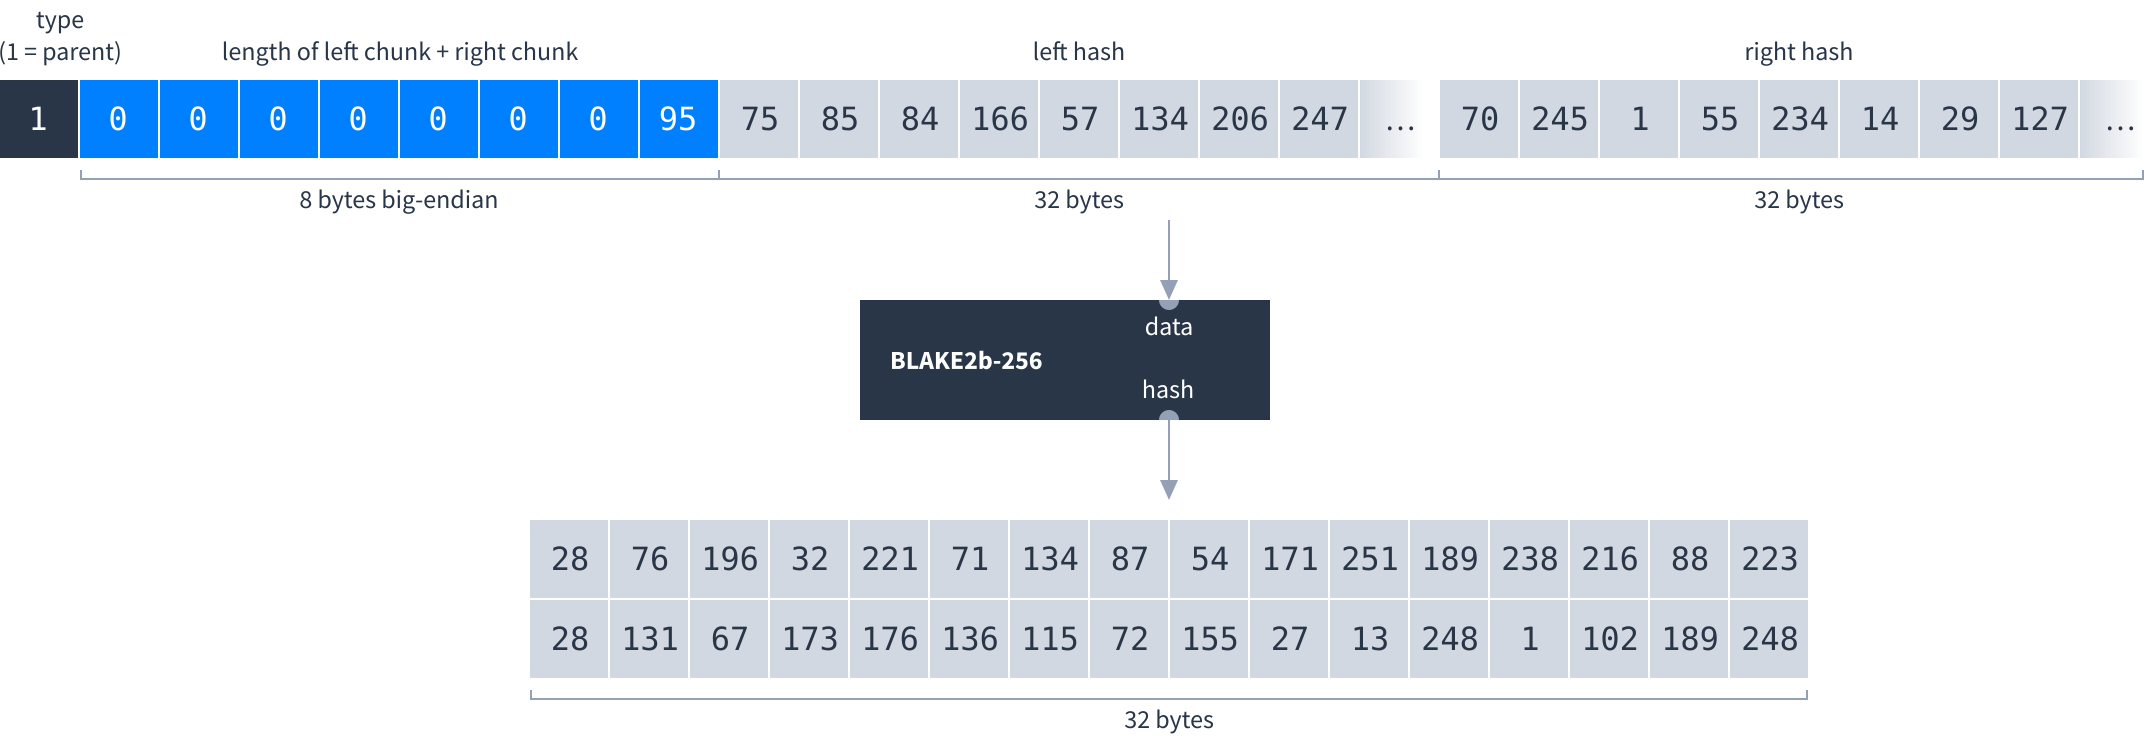 type
(1 = parent)
length of left chunk + right chunk
left hash
right hash
1 0 0 0 0 0 0 0 95 75 85 84 166 57 134 206 247 ... 70 245 1 55 234 14 29 127 ...
8 bytes big-endian
32 bytes
32 bytes
data
BLAKE2b-256
hash
28 76 196 32 221 71 134 87 54 171 251 189 238 216 88 223
28 131 67 173 176 136 115 72 155 27 13 248 1 102 189 248
32 bytes